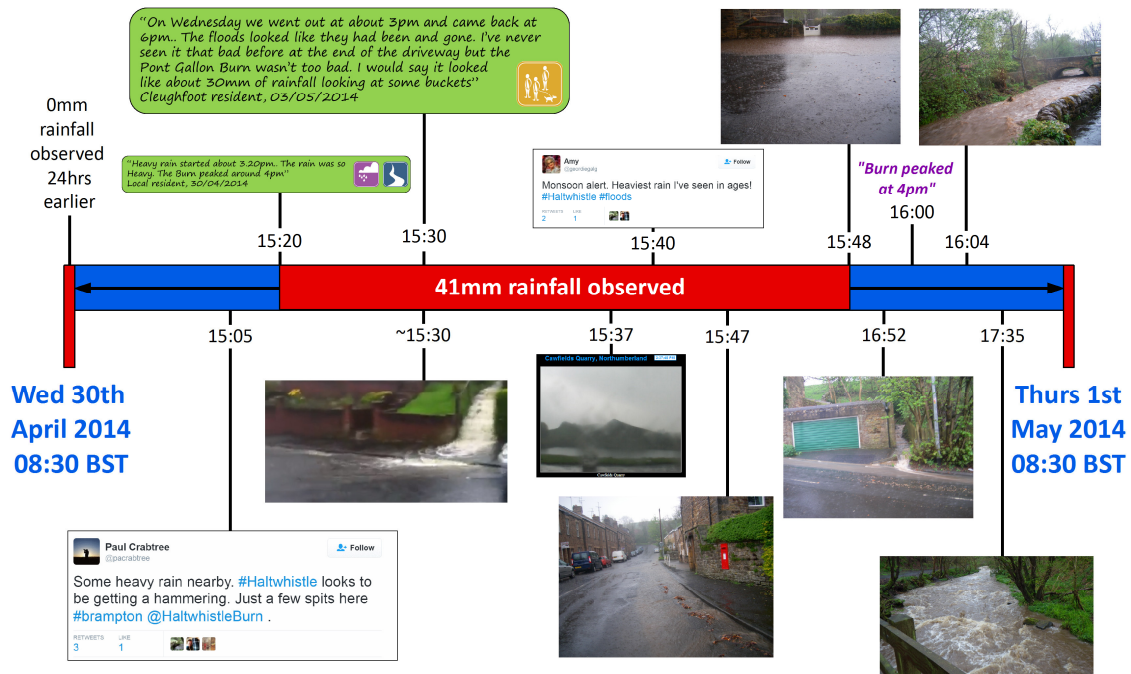 "On Wednesday we went out at about 3pm and came back at
6pm.. The floods looked like they had been and gone. I've never
seen it that bad before at the end of the driveway but the
Pont Gallon Burn wasn't too bad. I would say it looked
like about 30mm of rainfall looking at some buckets"
Cleughfoot resident, 03/05/2014
0mm
rainfall
observed
24hrs
earlier
"Heavy rain started about 3.20pm.. The rain was so
Heavy. The Burn peaked around 4pm"
Local resident, 30/04/2014
Amy
Follow
Monsoon alert. Heaviest rain I've seen in ages!
#Haltwhistle #floods
RETWEETS LIKE
2 1
"Burn peaked
at 4pm"
16:00
15:20
15:30
15:40
15:48
16:04
41mm rainfall observed
15:05
~15:30
15:37
15:47
16:52
17:35
Wed 30th
April 2014
08:30 BST
Cawfields Quarry, Northumberland
Cawfields Quarry
Thurs 1st
May 2014
08:30 BST
Paul Crabtree
@pacrabtree
Follow
Some heavy rain nearby. #Haltwhistle looks to
be getting a hammering. Just a few spits here
#brampton @HaltwhistleBurn .
RETWEETS LIKE
3 1